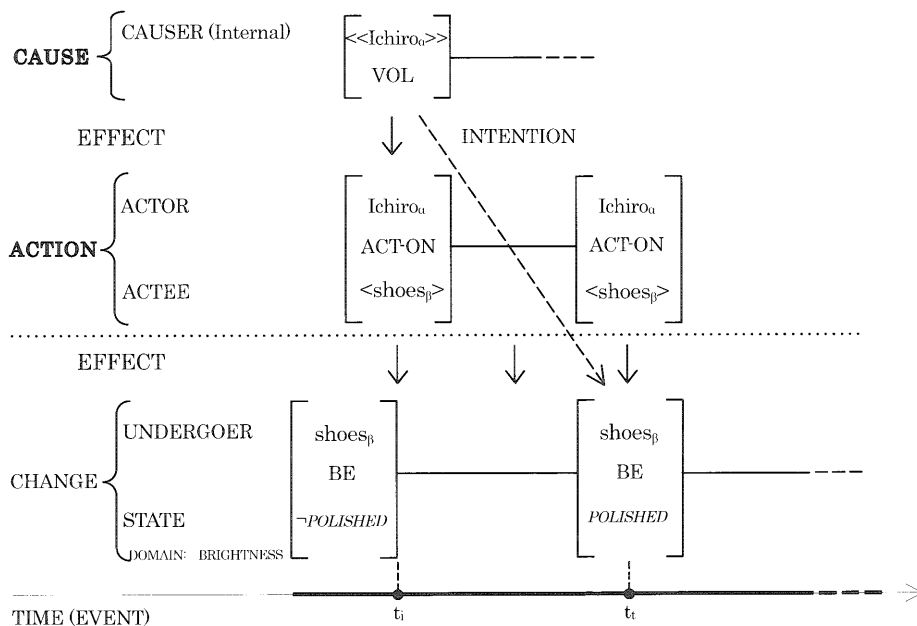 CAUSER (Internal)
<<Ichiroα>>
CAUSE
VOL
EFFECT
INTENTION
ACTOR
Ichiroα
Ichiroα
ACTION
ACT-ON
ACT-ON
ACTEE
<shoesβ>
<shoesβ>
EFFECT
UNDERGOER
shoesβ
shoesβ
CHANGE
BE
BE
STATE
¬POLISHED
POLISHED
DOMAIN: BRIGHTNESS
TIME (EVENT)
ti
tt